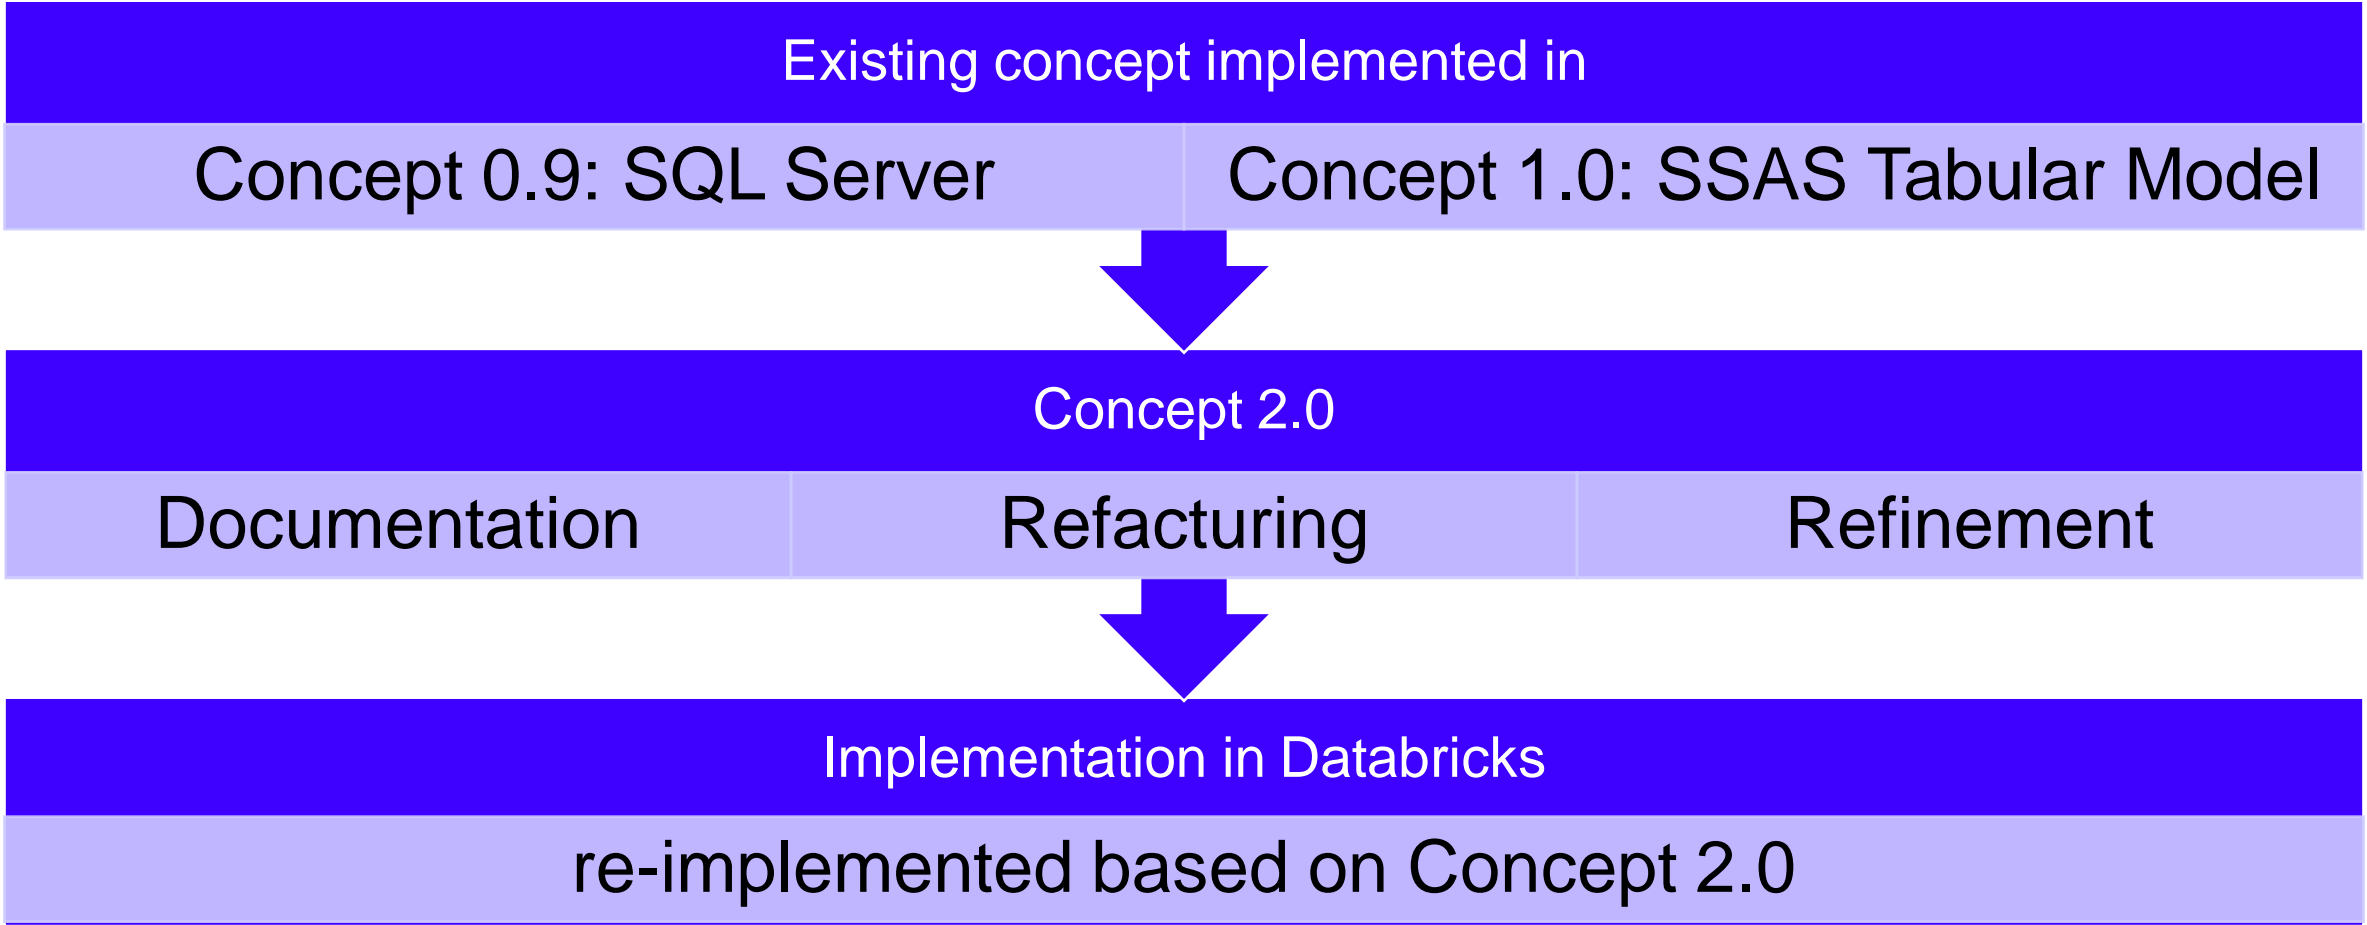 Existing concept implemented in
Concept 0.9: SQL Server
Concept 1.0: SSAS Tabular Model
Concept 2.0
Documentation
Refacturing
Refinement
Implementation in Databricks
re-implemented based on Concept 2.0